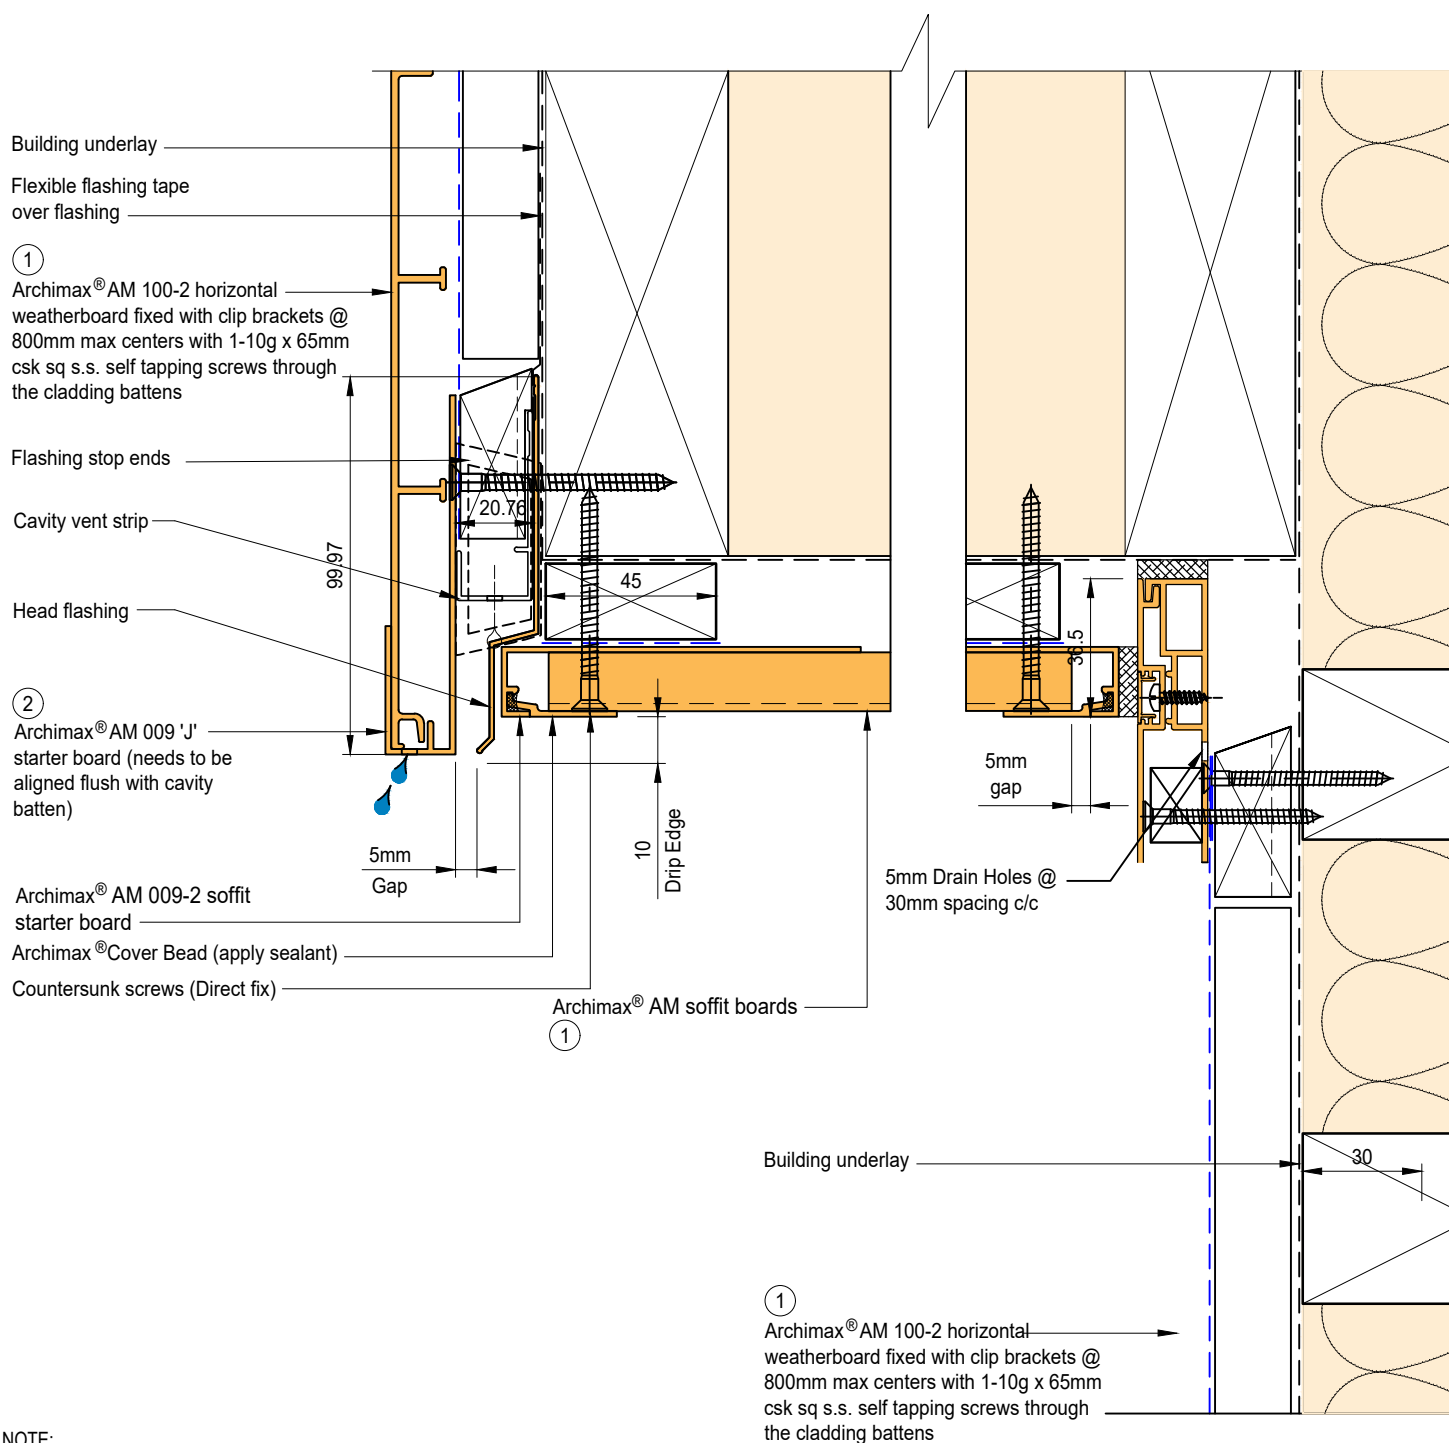 Building underlay
Flexible flashing tape
over flashing
1
Archimax® AM 100-2 horizontal
weatherboard fixed with clip brackets @
800mm max centers with 1-10g x 65mm
csk sq s.s. self tapping screws through
the cladding battens
Flashing stop ends
Cavity vent strip
Head flashing
2
Archimax® AM 009 'J'
starter board (needs to be
aligned flush with cavity
batten)
99.97
20.76
45
36.5
5mm
Gap
10
Drip Edge
5mm
gap
Archimax® AM 009-2 soffit
starter board
Archimax ®Cover Bead (apply sealant)
Countersunk screws (Direct fix)
Archimax® AM soffit boards
1
5mm Drain Holes @
30mm spacing c/c
Building underlay
30
1
Archimax® AM 100-2 horizontal
weatherboard fixed with clip brackets @
800mm max centers with 1-10g x 65mm
csk sq s.s. self tapping screws through
the cladding battens
NOTE: